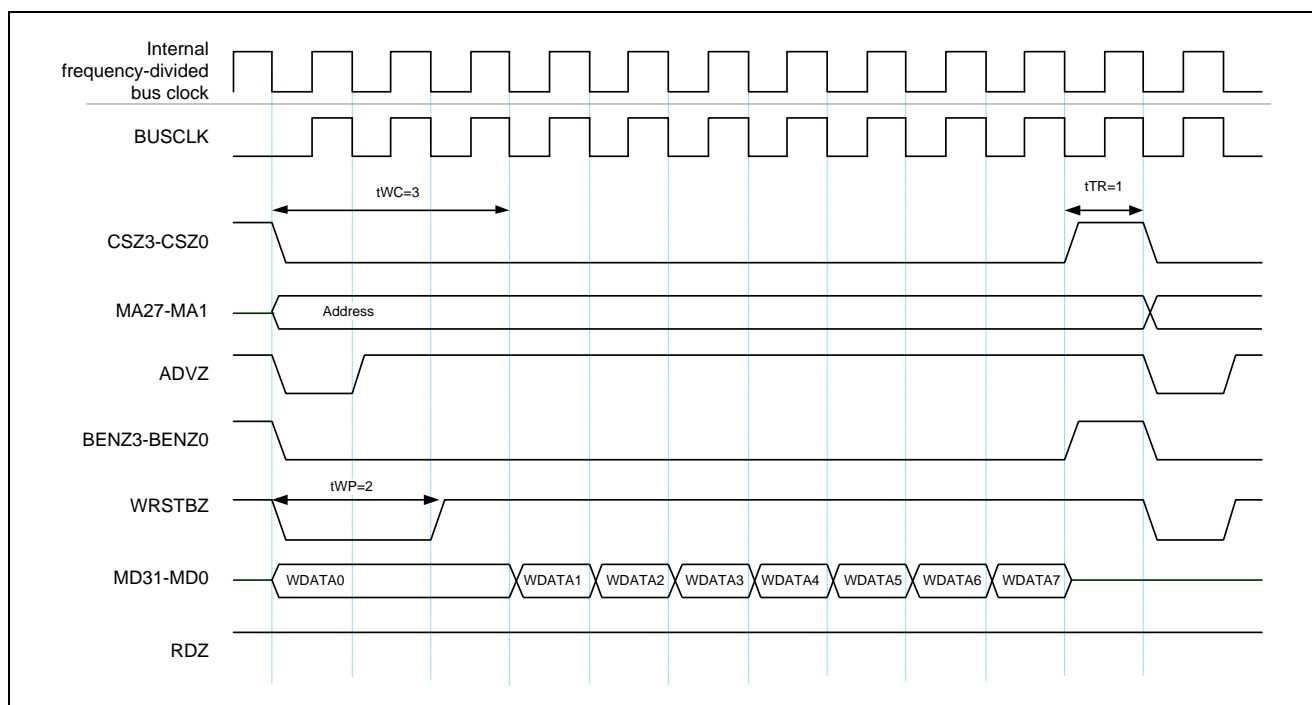 Internal
frequency-divided
bus clock
BUSCLK
tWC=3
tTR=1
CSZ3-CSZ0
MA27-MA1
Address
ADVZ
BENZ3-BENZ0
tWP=2
WRSTBZ
MD31-MD0
WDATA0 WDATA1 WDATA2 WDATA3 WDATA4 WDATA5 WDATA6 WDATA7
RDZ